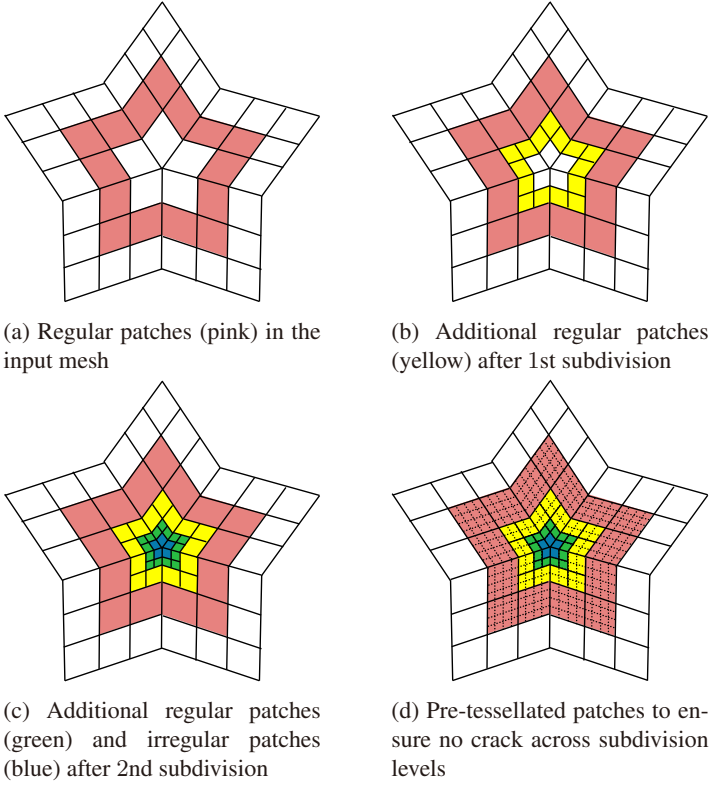 (a) Regular patches (pink) in the
input mesh
(b) Additional regular patches
(yellow) after 1st subdivision
(c) Additional regular patches
(green) and irregular patches
(blue) after 2nd subdivision
(d) Pre-tessellated patches to en-
sure no crack across subdivision
levels